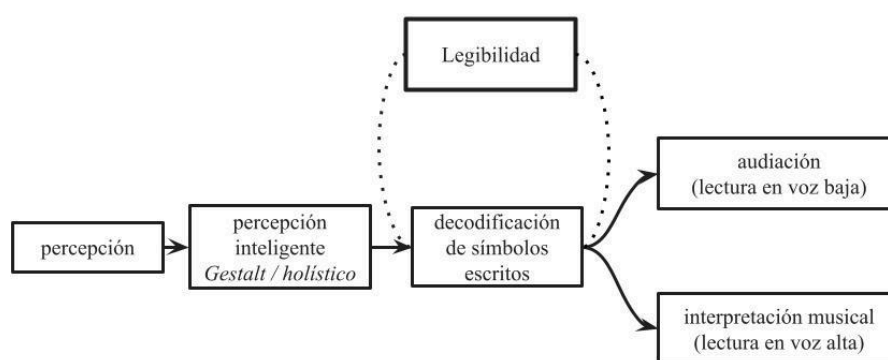 Legibilidad
percepción
percepción
inteligente
Gestalt / holístico
decodificación
de símbolos
escritos
audiación
(lectura en voz baja)
interpretación musical
(lectura en voz alta)